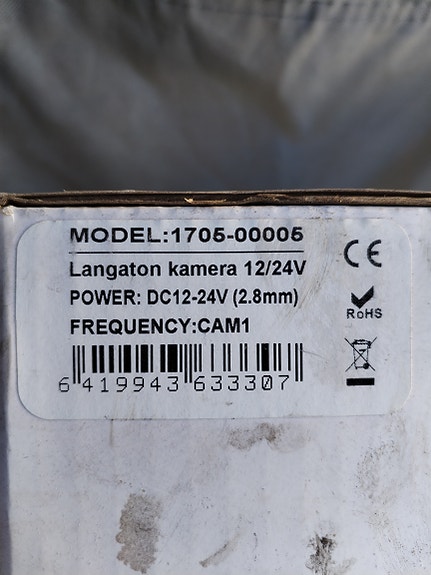 MODEL:1705-00005
Langaton kamera 12/24V
POWER: DC12-24V (2.8mm)
FREQUENCY:CAM1
6 419943 633307
CE
RoHS